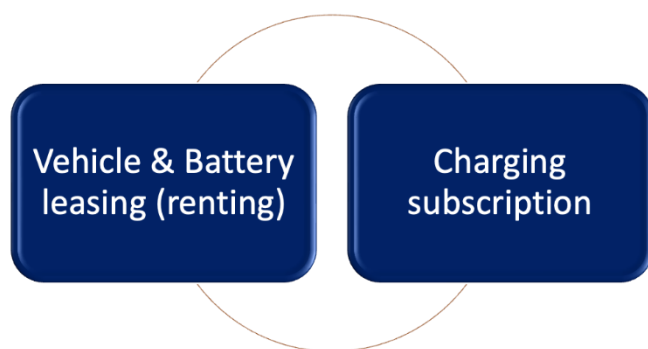 Vehicle & Battery
leasing (renting)
Charging
subscription